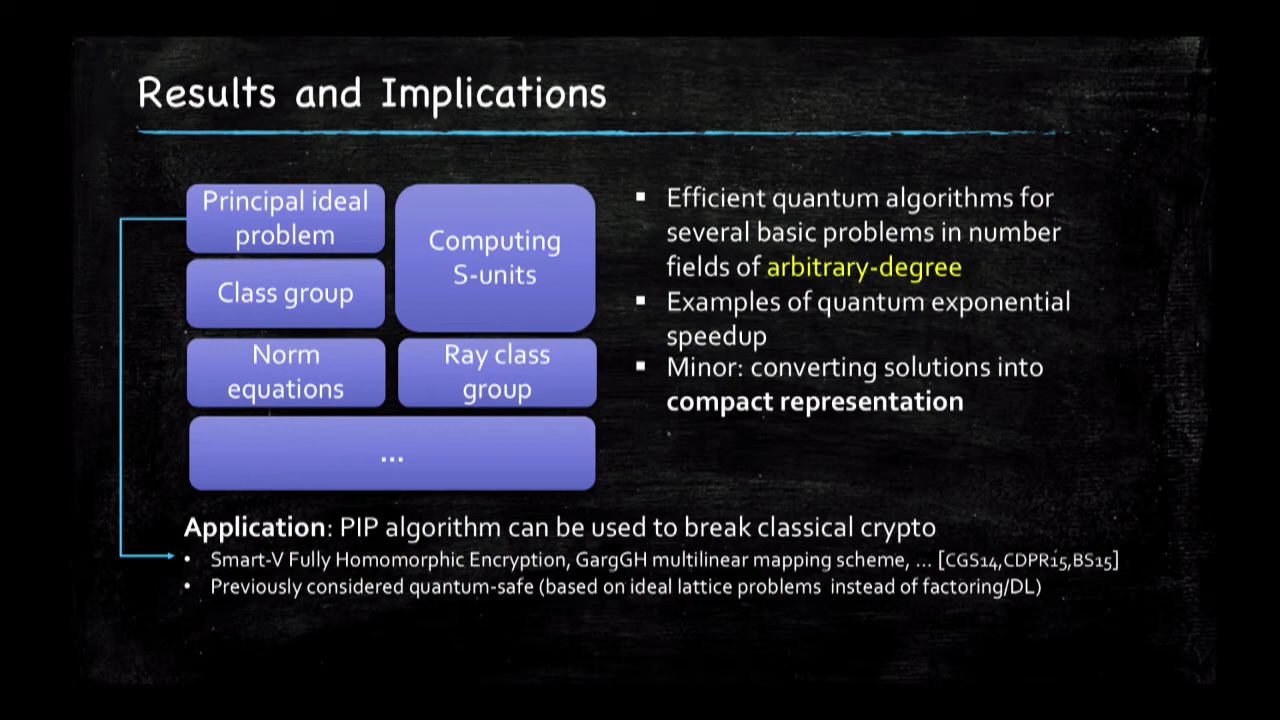 Results and Implications
Principal ideal
problem
Class group
Computing
S-units
Norm
equations
Ray class
group
...
▪ Efficient quantum algorithms for
several basic problems in number
fields of arbitrary-degree
▪ Examples of quantum exponential
speedup
▪ Minor: converting solutions into
compact representation
Application: PIP algorithm can be used to break classical crypto
• Smart-V Fully Homomorphic Encryption, GargGH multilinear mapping scheme, ... [CGS14,CDPR15,BS15]
• Previously considered quantum-safe (based on ideal lattice problems instead of factoring/DL)